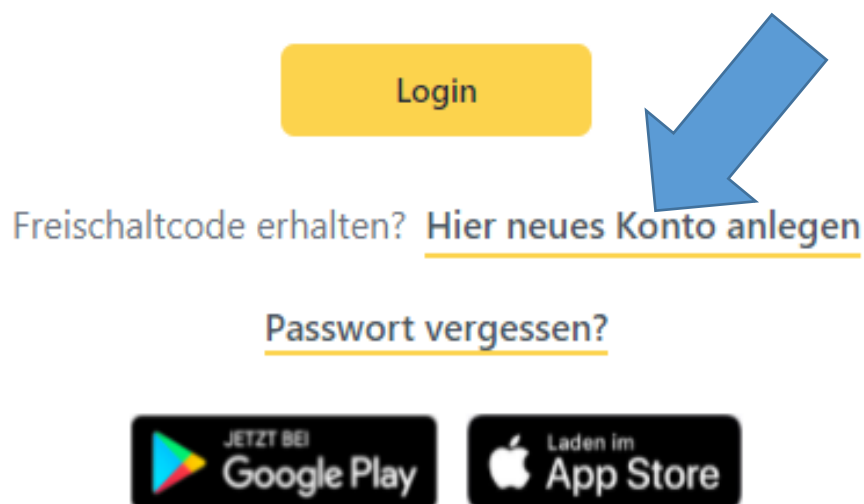 Login
Freischaltcode erhalten? Hier neues Konto anlegen
Passwort vergessen?
JETZT BEI
Google Play
Laden im
App Store